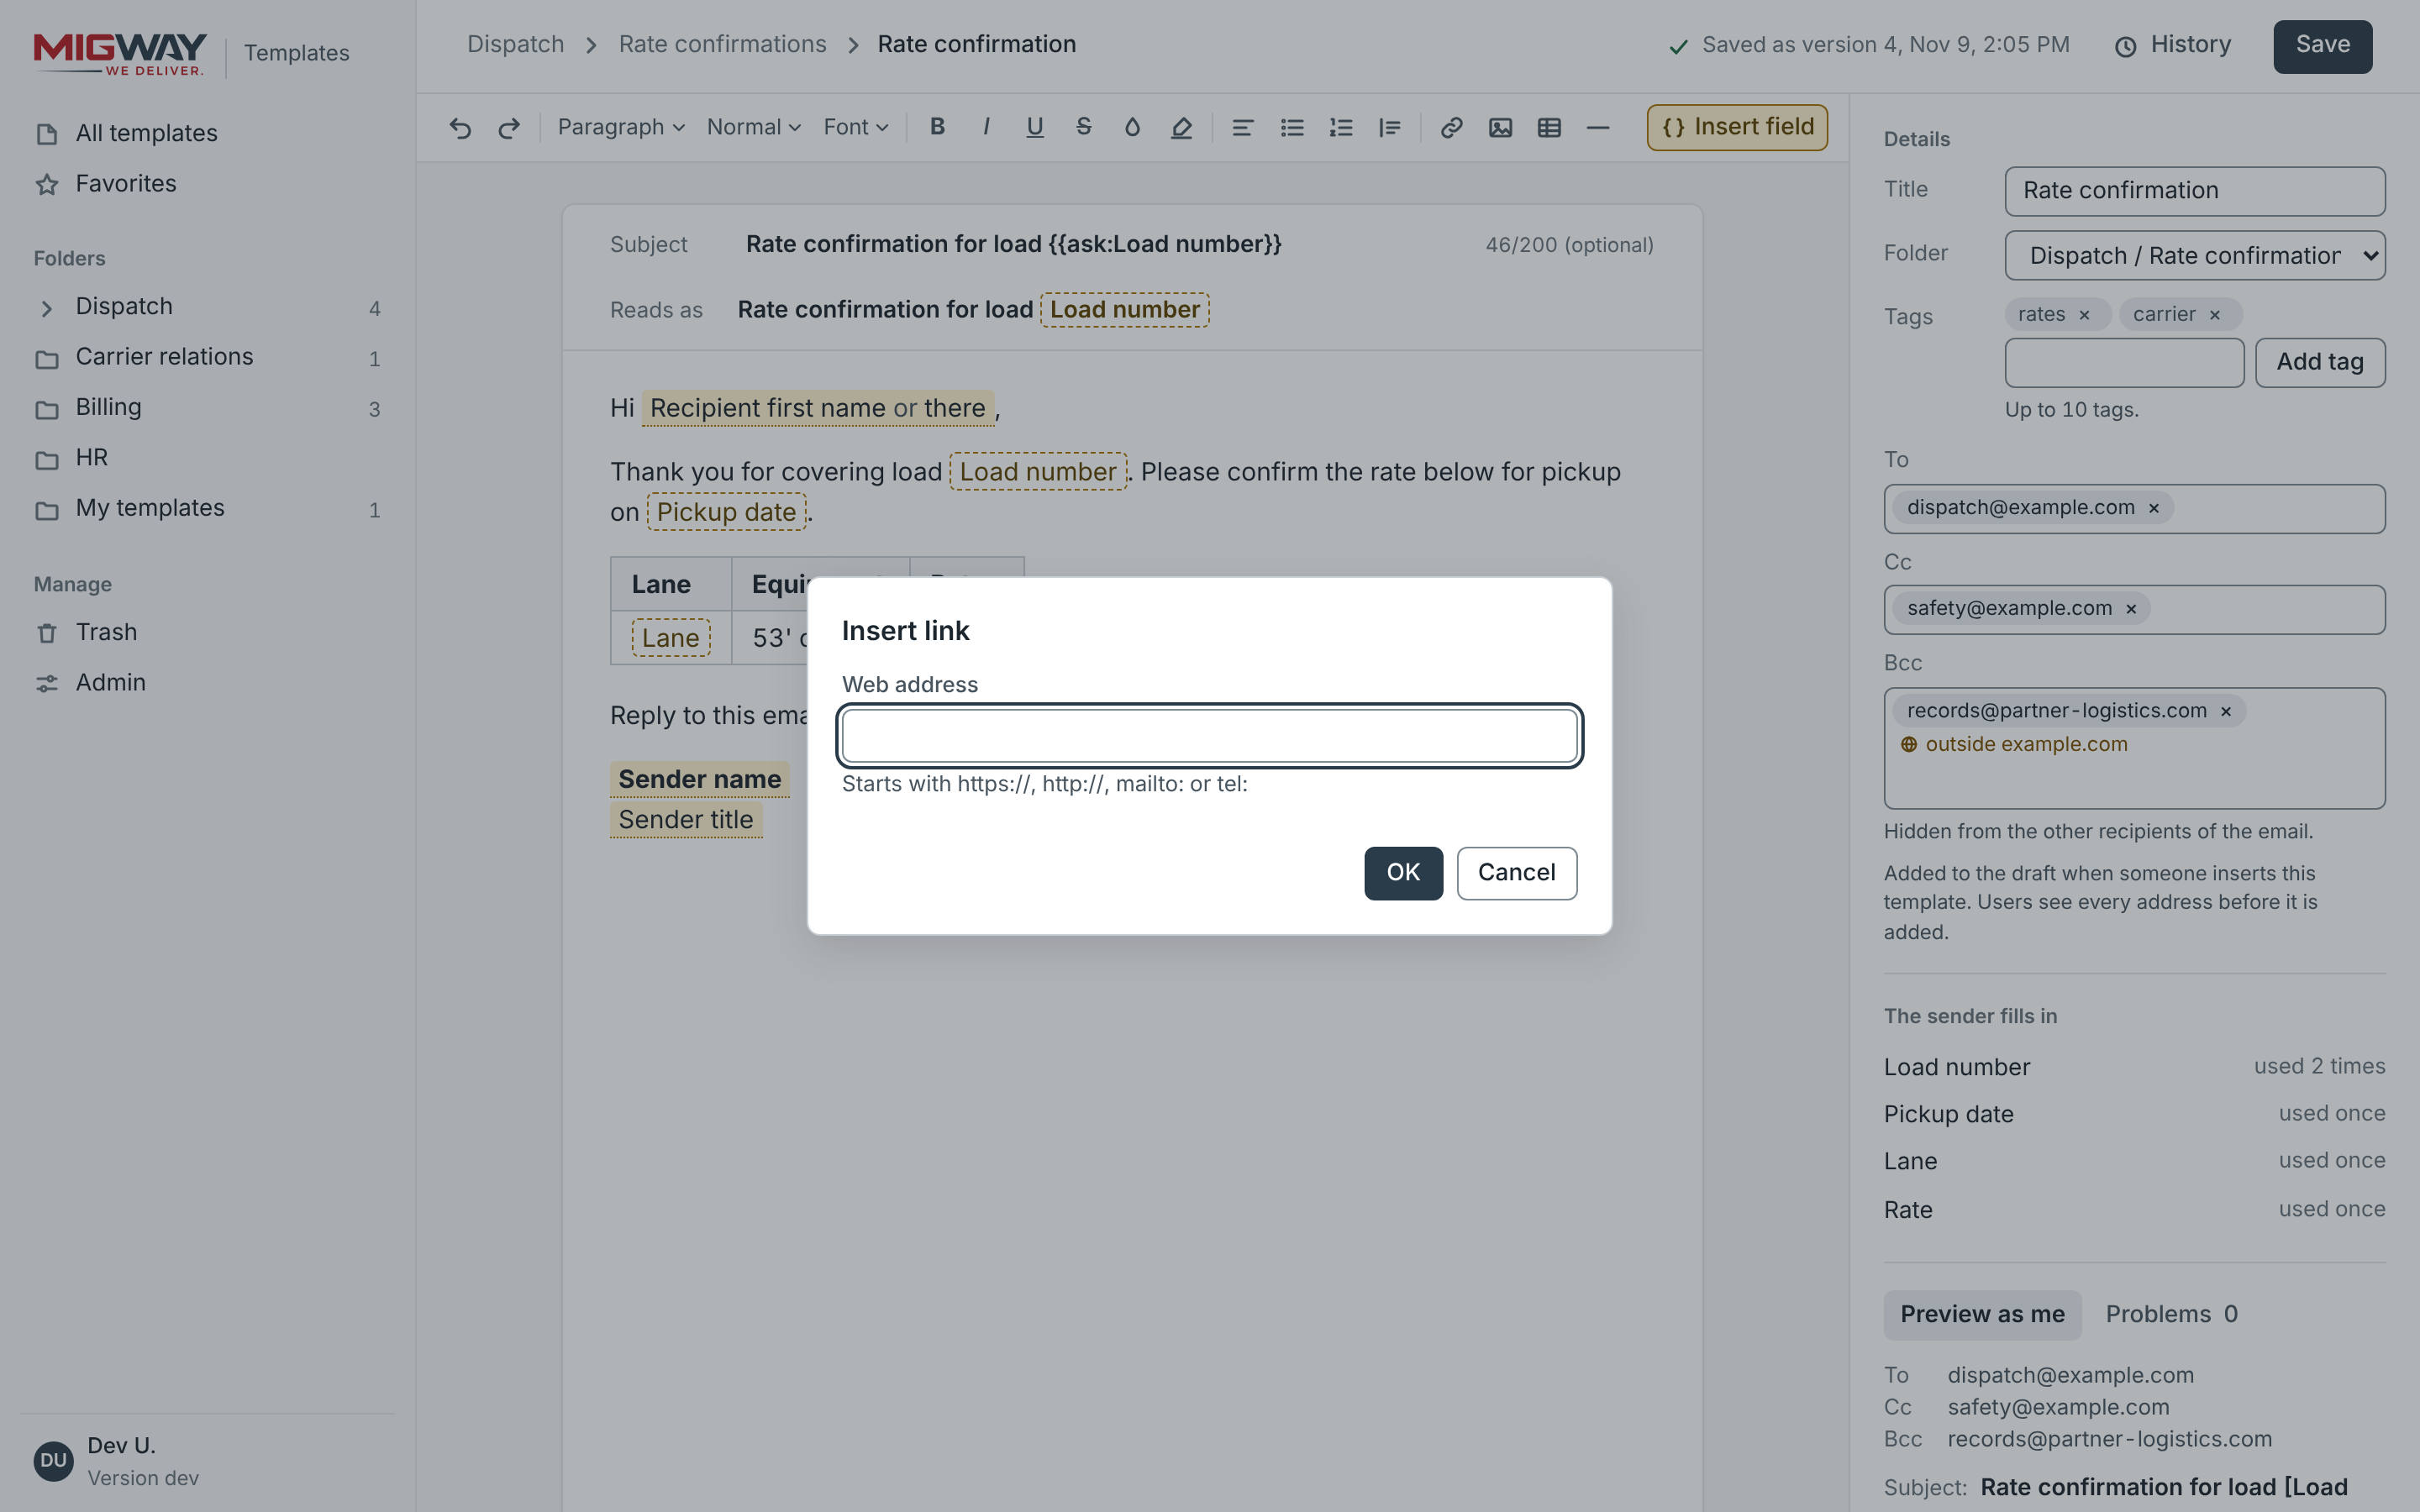 MIGWAY
WE DELIVER.
Templates
All templates
Favorites
Folders
Dispatch 4
Carrier relations 1
Billing 3
HR
My templates 1
Manage
Trash
Admin
DU
Dev U.
Version dev
Dispatch > Rate confirmations > Rate confirmation
Saved as version 4, Nov 9, 2:05 PM
History
Save
Paragraph Normal Font B I U S {} Insert field
Subject Rate confirmation for load {{ask:Load number}} 46/200 (optional)
Reads as Rate confirmation for load Load number
Hi Recipient first name or there ,
Thank you for covering load Load number . Please confirm the rate below for pickup
on Pickup date .
Lane
Lane 53'
Reply to this
Sender name
Sender title
Insert link
Web address
Starts with https://, http://, mailto: or tel:
OK Cancel
Details
Title Rate confirmation
Folder Dispatch / Rate confirmation
Tags rates × carrier ×
Add tag
Up to 10 tags.
To
dispatch@example.com ×
Cc
safety@example.com ×
Bcc
records@partner-logistics.com ×
outside example.com
Hidden from the other recipients of the email.
Added to the draft when someone inserts this
template. Users see every address before it is
added.
The sender fills in
Load number used 2 times
Pickup date used once
Lane used once
Rate used once
Preview as me Problems 0
To dispatch@example.com
Cc safety@example.com
Bcc records@partner-logistics.com
Subject: Rate confirmation for load [Load